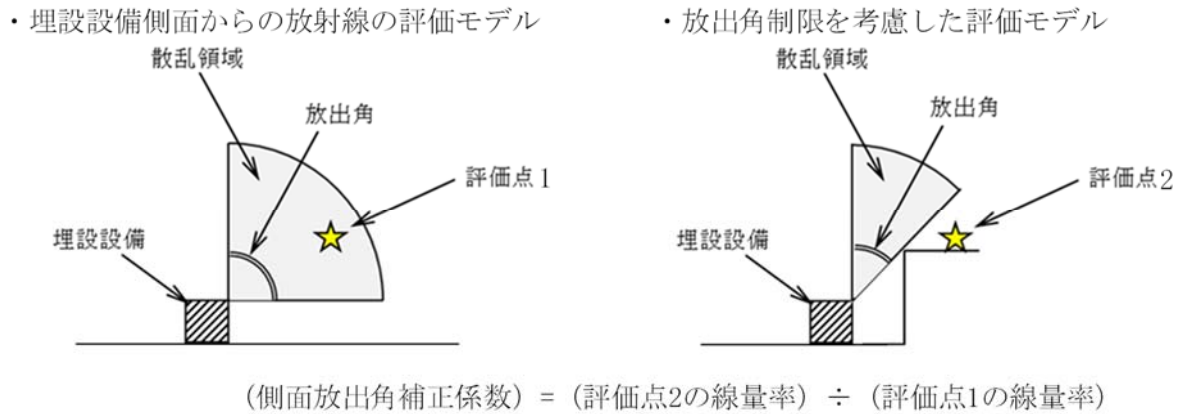 ・埋設設備側面からの放射線の評価モデル
散乱領域
放出角
評価点1
埋設設備
・放出角制限を考慮した評価モデル
散乱領域
放出角
評価点2
埋設設備
(側面放出角補正係数) = (評価点2の線量率) ÷ (評価点1の線量率)